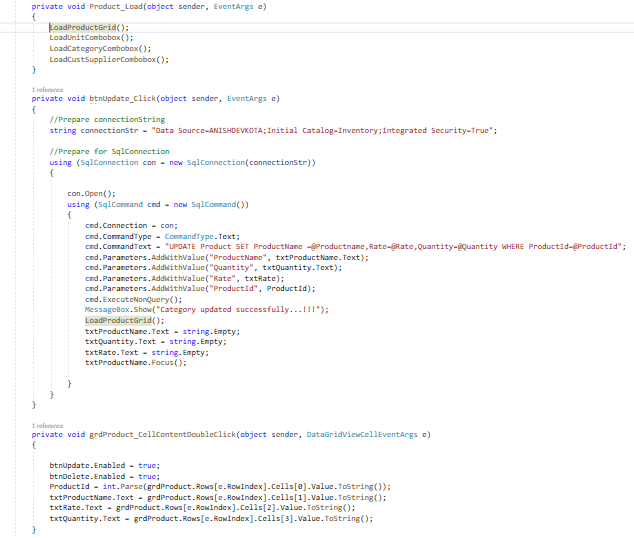 private void Product_Load(object sender, EventArgs e)
{
LoadProductGrid();
LoadUnitCombobox();
LoadCategoryCombobox();
LoadCustSupplierCombobox();
}
1 reference
private void btnUpdate_Click(object sender, EventArgs e)
{
//Prepare connectionString
string connectionStr = "Data Source=ANISHDEVKOTA;Initial Catalog=Inventory;Integrated Security=True";
//Prepare for SqlConnection
using (SqlConnection con = new SqlConnection(connectionStr))
{
con.Open();
using (SqlCommand cmd = new SqlCommand())
{
cmd.Connection = con;
cmd.CommandType = CommandType.Text;
cmd.CommandText = "UPDATE Product SET ProductName =@Productname,Rate=@Rate,Quantity=@Quantity WHERE ProductId=@ProductId";
cmd.Parameters.AddWithValue("ProductName", txtProductName.Text);
cmd.Parameters.AddWithValue("Quantity", txtQuantity.Text);
cmd.Parameters.AddWithValue("Rate", txtRate);
cmd.Parameters.AddWithValue("ProductId", ProductId);
cmd.ExecuteNonQuery();
MessageBox.Show("Category updated successfully...!!!");
LoadProductGrid();
txtProductName.Text = string.Empty;
txtQuantity.Text = string.Empty;
txtRate.Text = string.Empty;
txtProductName.Focus();
}
}
}
1 reference
private void grdProduct_CellContentDoubleClick(object sender, DataGridViewCellEventArgs e)
{
btnUpdate.Enabled = true;
btnDelete.Enabled = true;
ProductId = int.Parse(grdProduct.Rows[e.RowIndex].Cells[0].Value.ToString());
txtProductName.Text = grdProduct.Rows[e.RowIndex].Cells[1].Value.ToString();
txtRate.Text = grdProduct.Rows[e.RowIndex].Cells[2].Value.ToString();
txtQuantity.Text = grdProduct.Rows[e.RowIndex].Cells[3].Value.ToString();
}